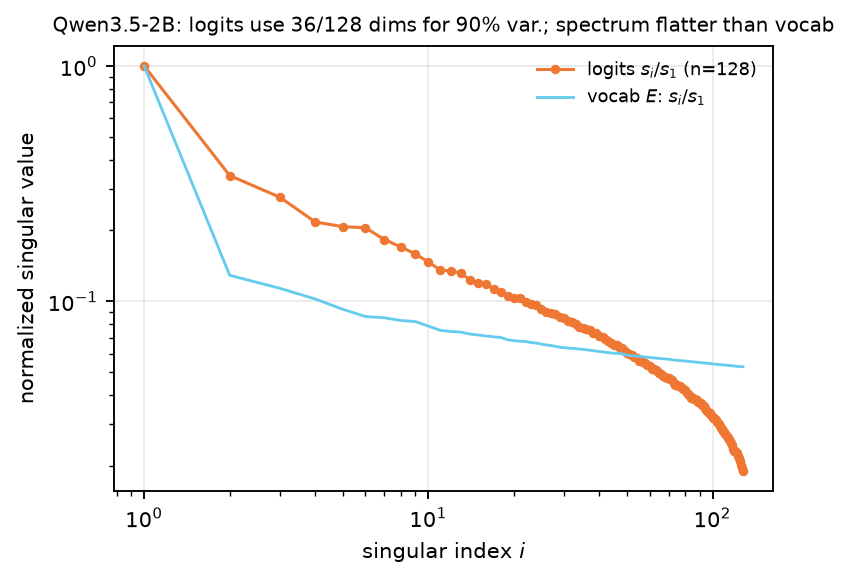 Qwen3.5-2B: logits use 36/128 dims for 90% var.; spectrum flatter than vocab
logits s_i/s_1 (n=128)
vocab E: s_i/s_1
normalized singular value
10^0
10^{-1}
10^0
10^1
10^2
singular index i